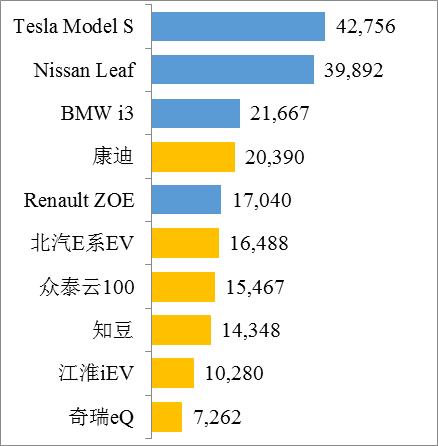 Tesla Model S 42,756
Nissan Leaf 39,892
BMW i3 21,667
康迪 20,390
Renault ZOE 17,040
北汽E系EV 16,488
众泰云100 15,467
知豆 14,348
江淮iEV 10,280
奇瑞eQ 7,262